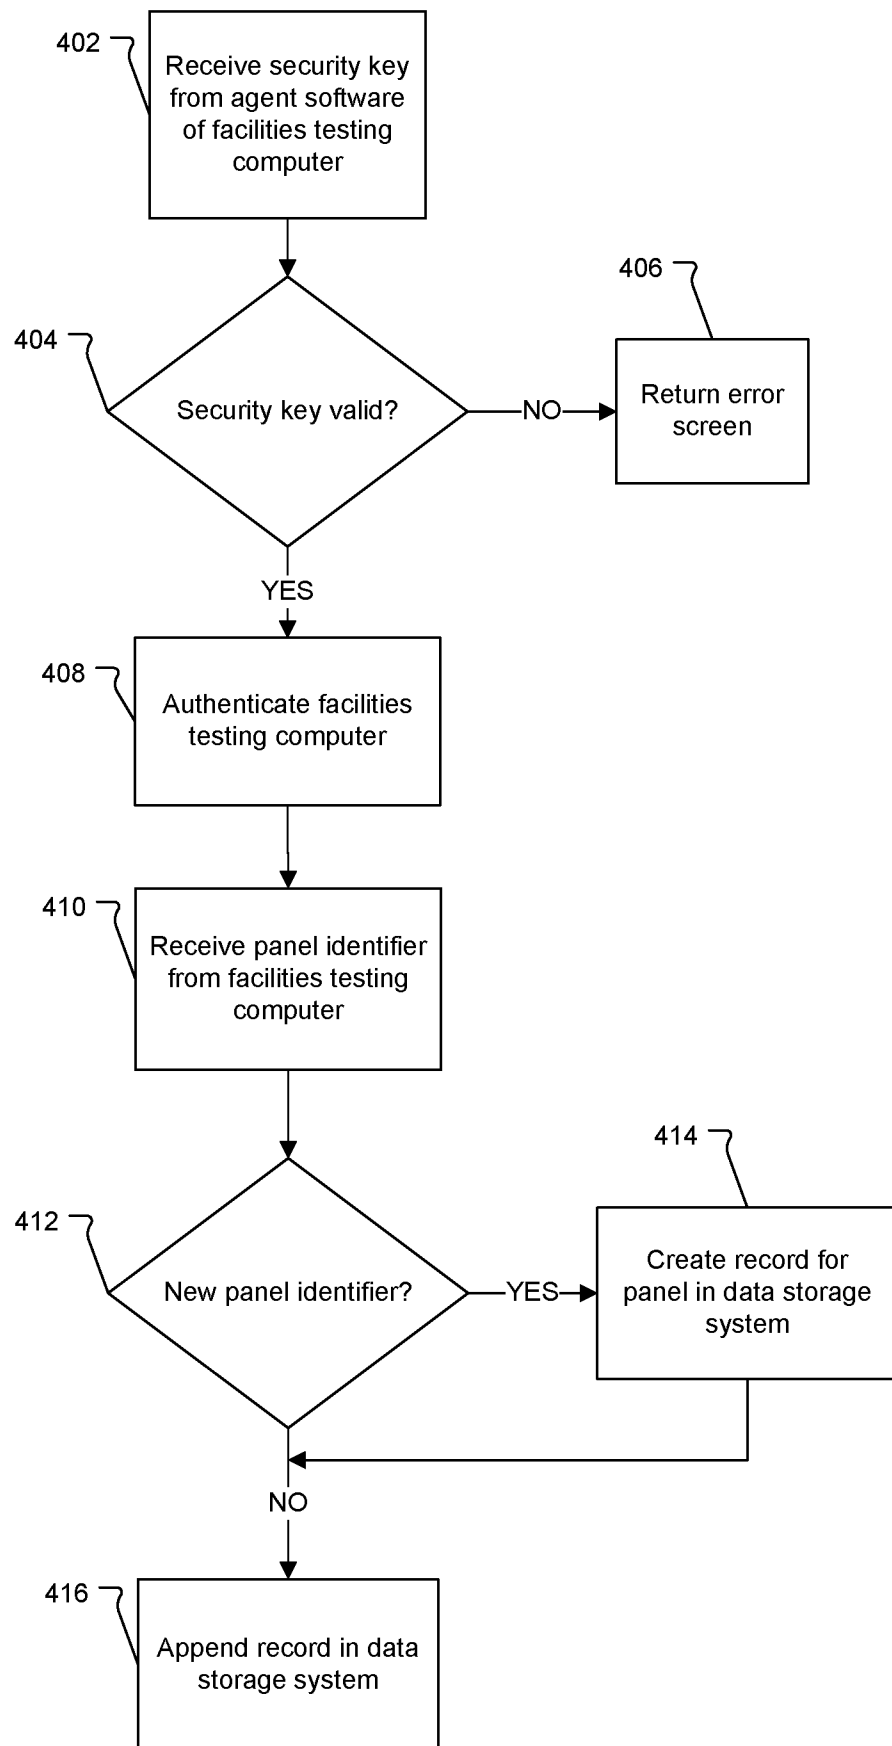 402
Receive security key
from agent software
of facilities testing
computer
404
Security key valid?
NO
406
Return error
screen
YES
408
Authenticate facilities
testing computer
410
Receive panel identifier
from facilities testing
computer
412
New panel identifier?
YES
414
Create record for
panel in data storage
system
NO
416
Append record in data
storage system